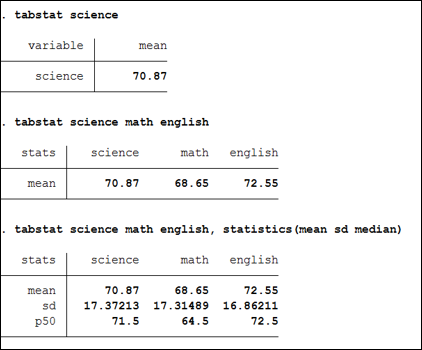 . tabstat science
variable mean
science 70.87
. tabstat science math english
stats science math english
mean 70.87 68.65 72.55
. tabstat science math english, statistics(mean sd median)
stats science math english
mean 70.87 68.65 72.55
sd 17.37213 17.31489 16.86211
p50 71.5 64.5 72.5